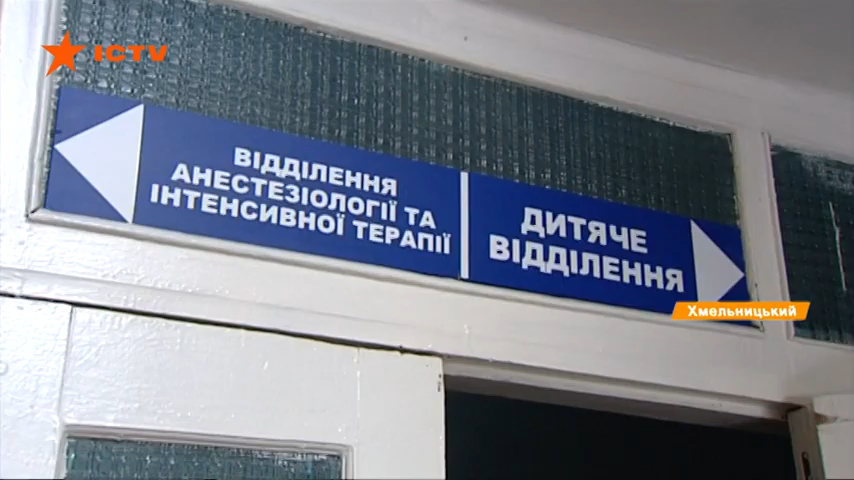 ICTV
ВІДДІЛЕННЯ
АНЕСТЕЗІОЛОГІЇ ТА
ІНТЕНСИВНОЇ ТЕРАПІЇ
ДИТЯЧЕ
ВІДДІЛЕННЯ
Хмельницький